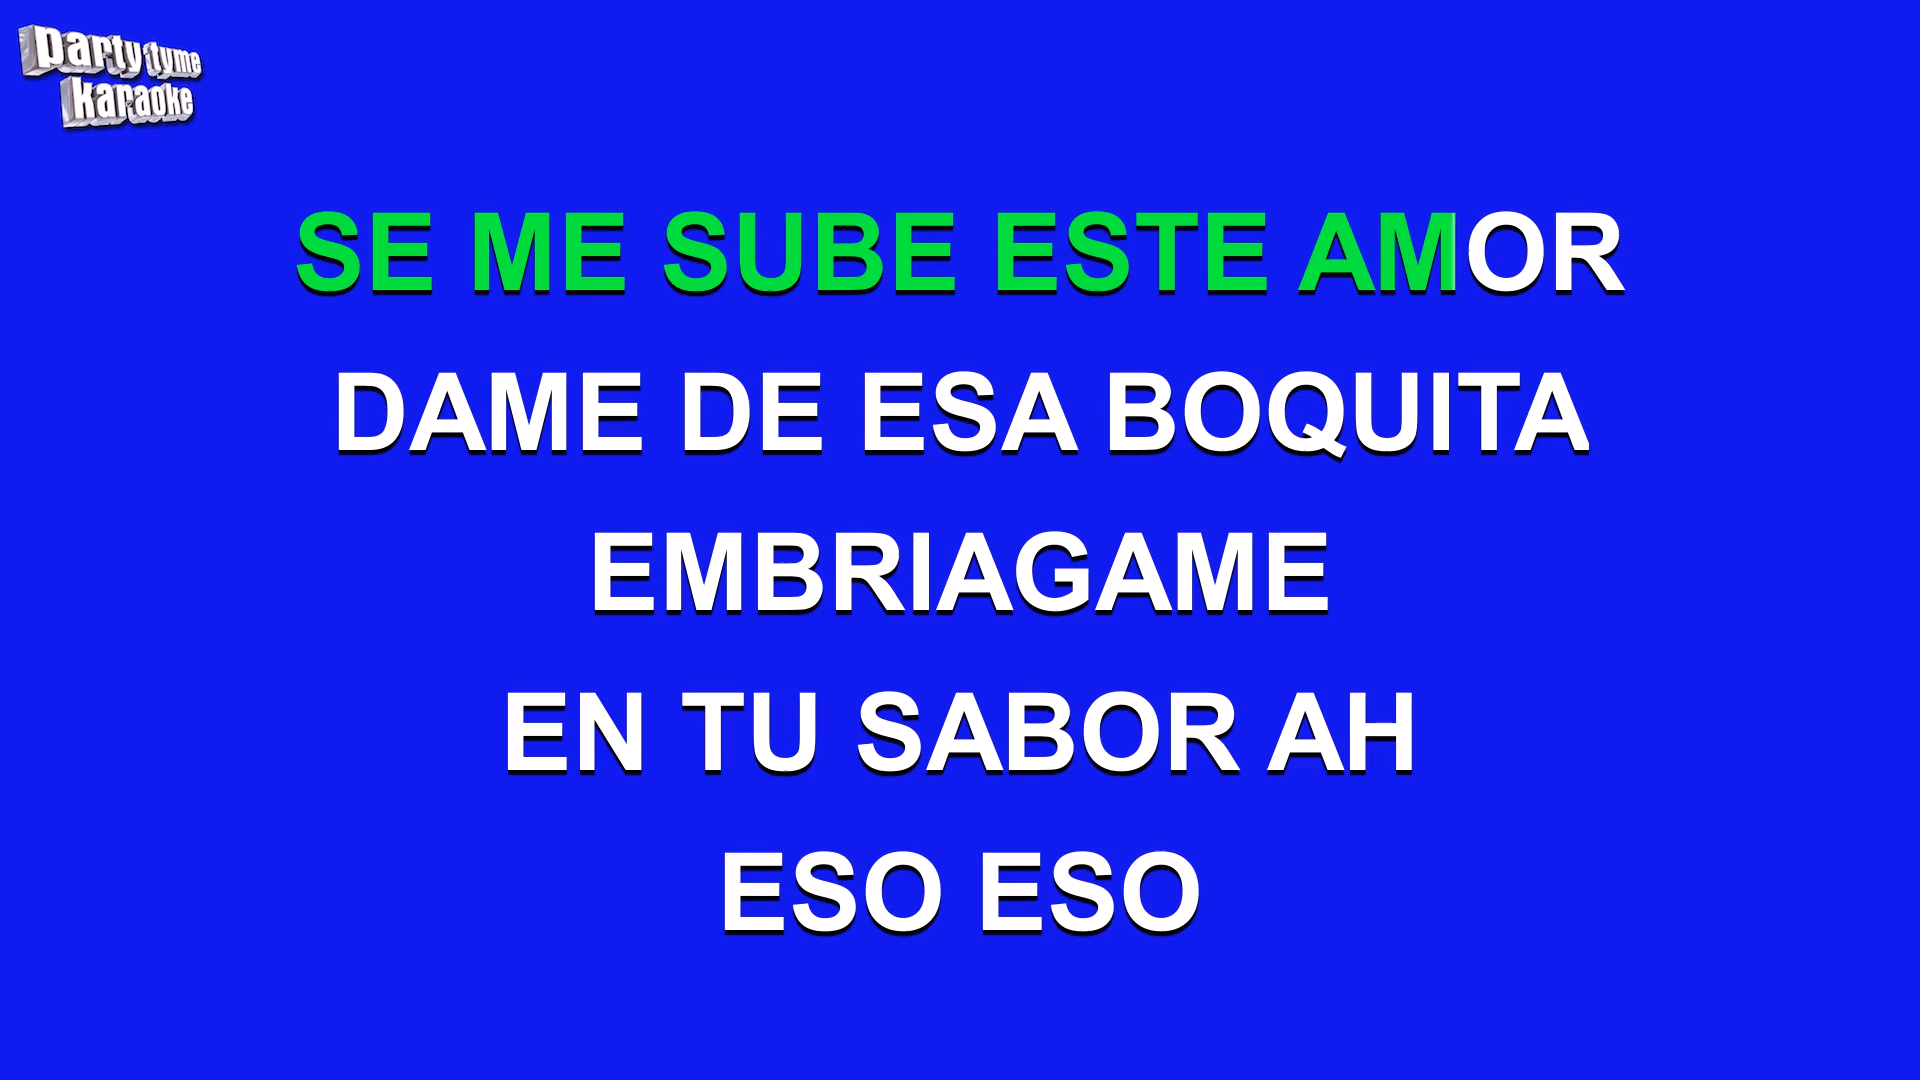 party tyme
karaoke
SE ME SUBE ESTE AMOR
DAME DE ESA BOQUITA
EMBRIAGAME
EN TU SABOR AH
ESO ESO